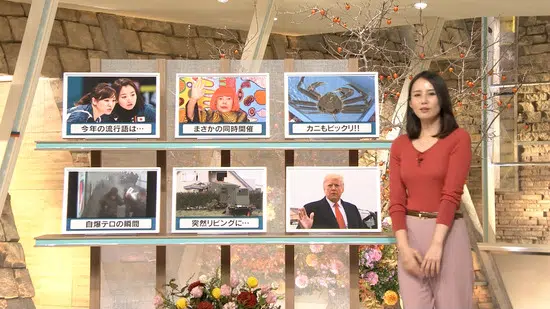 今年の流行語は…
まさかの同時開催
カニもビックリ!!
自爆テロの瞬間
突然リビングに…